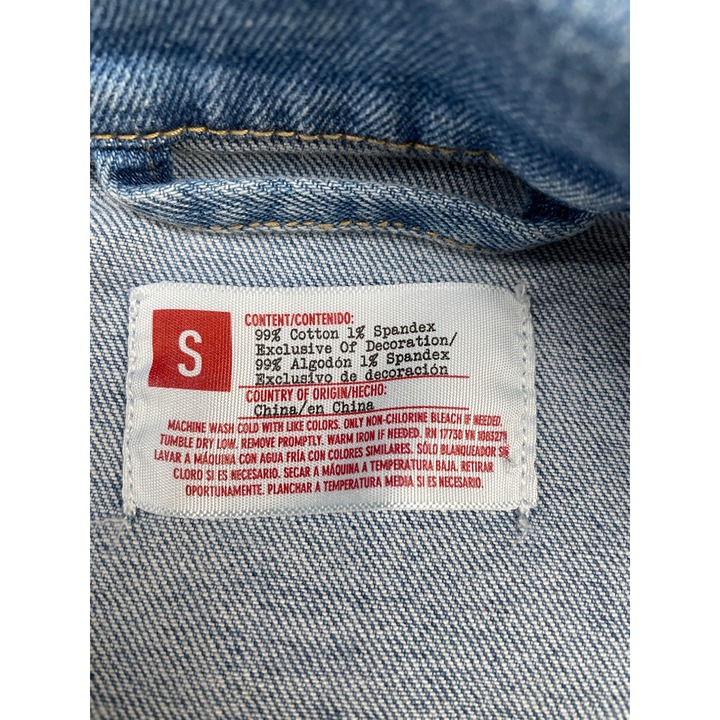 S
CONTENT/CONTENIDO:
99% Cotton 1% Spandex
Exclusive Of Decoration/
99% Algodón 1% Spandex
Exclusivo de decoración
COUNTRY OF ORIGIN/HECHO:
China/en China
MACHINE WASH COLD WITH LIKE COLORS. ONLY NON-CHLORINE BLEACH IF NEEDED.
TUMBLE DRY LOW. REMOVE PROMPTLY. WARM IRON IF NEEDED. RN 17730 VN
LAVAR A MÁQUINA CON AGUA FRÍA CON COLORES SIMILARES. SÓLO BLANQUEADOR SIN
CLORO SI ES NECESARIO. SECAR A MÁQUINA A TEMPERATURA BAJA. RETIRAR
OPORTUNAMENTE. PLANCHAR A TEMPERATURA MEDIA SI ES NECESARIO.